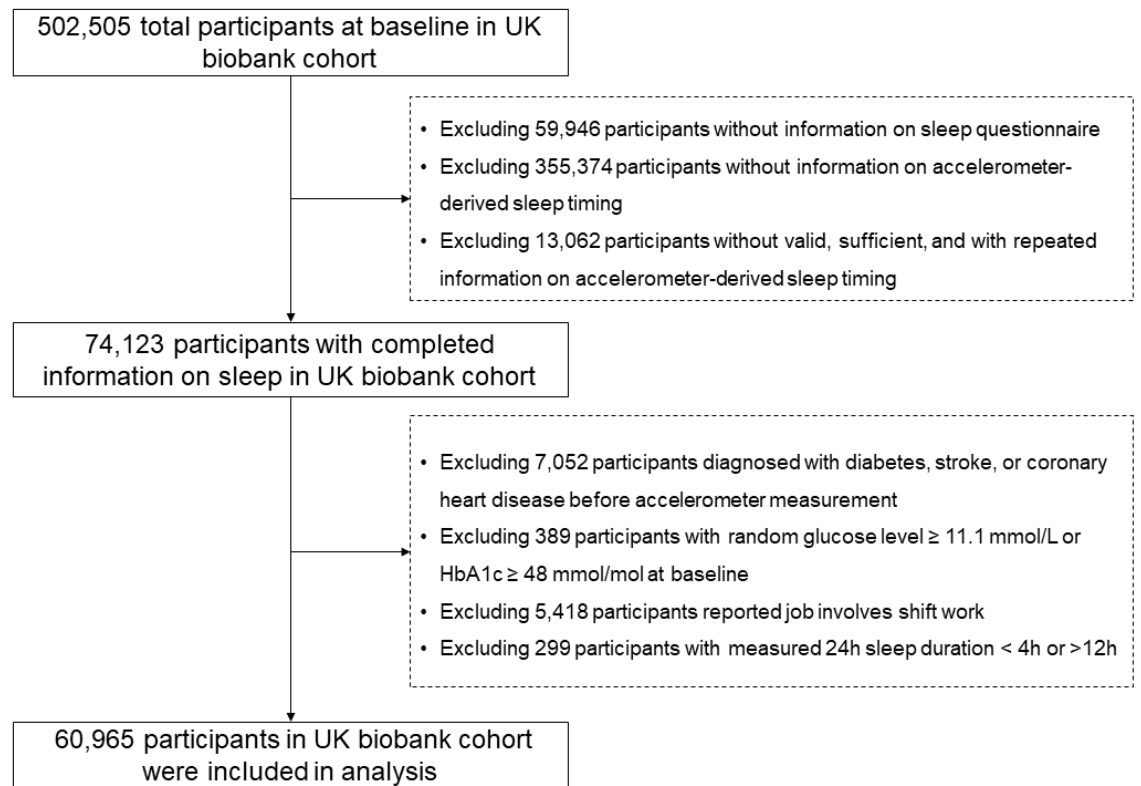 502,505 total participants at baseline in UK
biobank cohort
• Excluding 59,946 participants without information on sleep questionnaire
• Excluding 355,374 participants without information on accelerometer-
derived sleep timing
• Excluding 13,062 participants without valid, sufficient, and with repeated
information on accelerometer-derived sleep timing
74,123 participants with completed
information on sleep in UK biobank cohort
• Excluding 7,052 participants diagnosed with diabetes, stroke, or coronary
heart disease before accelerometer measurement
• Excluding 389 participants with random glucose level ≥ 11.1 mmol/L or
HbA1c ≥ 48 mmol/mol at baseline
• Excluding 5,418 participants reported job involves shift work
• Excluding 299 participants with measured 24h sleep duration < 4h or >12h
60,965 participants in UK biobank cohort
were included in analysis